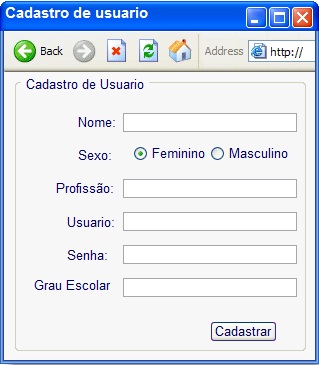 Cadastro de usuario
Back Address http://
Cadastro de Usuario
Nome:
Sexo: Feminino Masculino
Profissão:
Usuario:
Senha:
Grau Escolar
Cadastrar